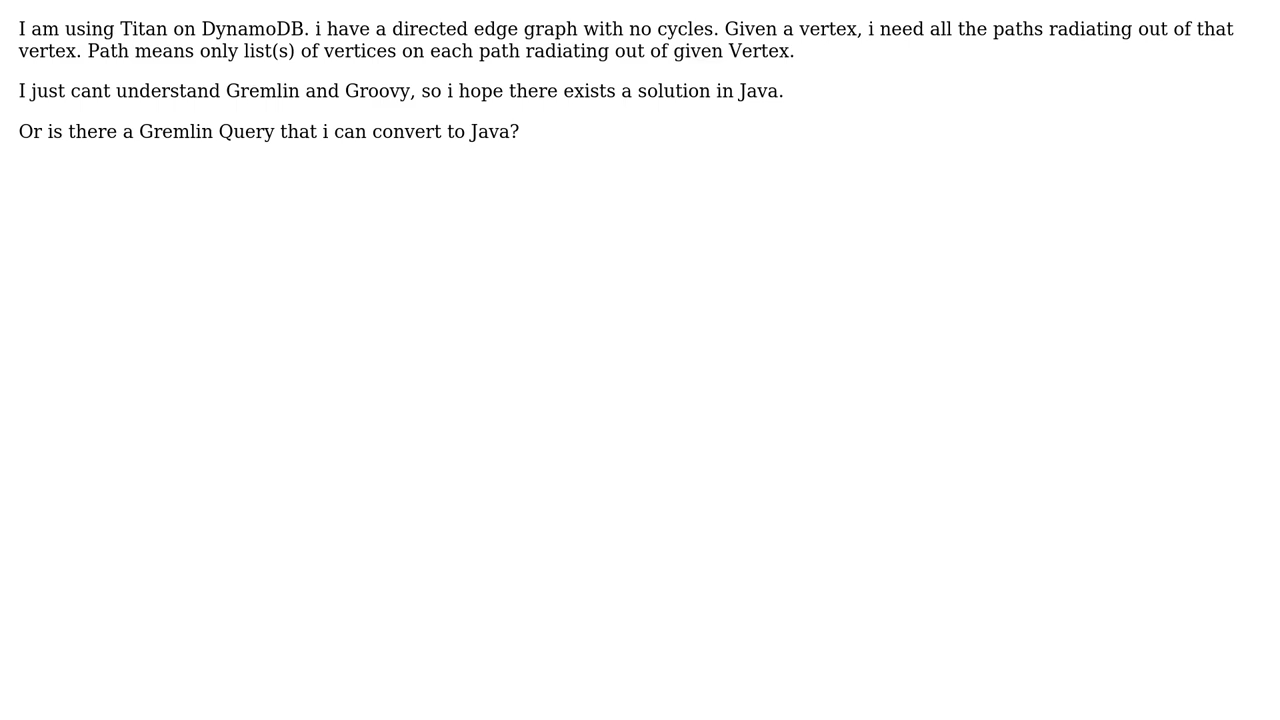 I am using Titan on DynamoDB. i have a directed edge graph with no cycles. Given a vertex, i need all the paths radiating out of that
vertex. Path means only list(s) of vertices on each path radiating out of given Vertex.
I just cant understand Gremlin and Groovy, so i hope there exists a solution in Java.
Or is there a Gremlin Query that i can convert to Java?